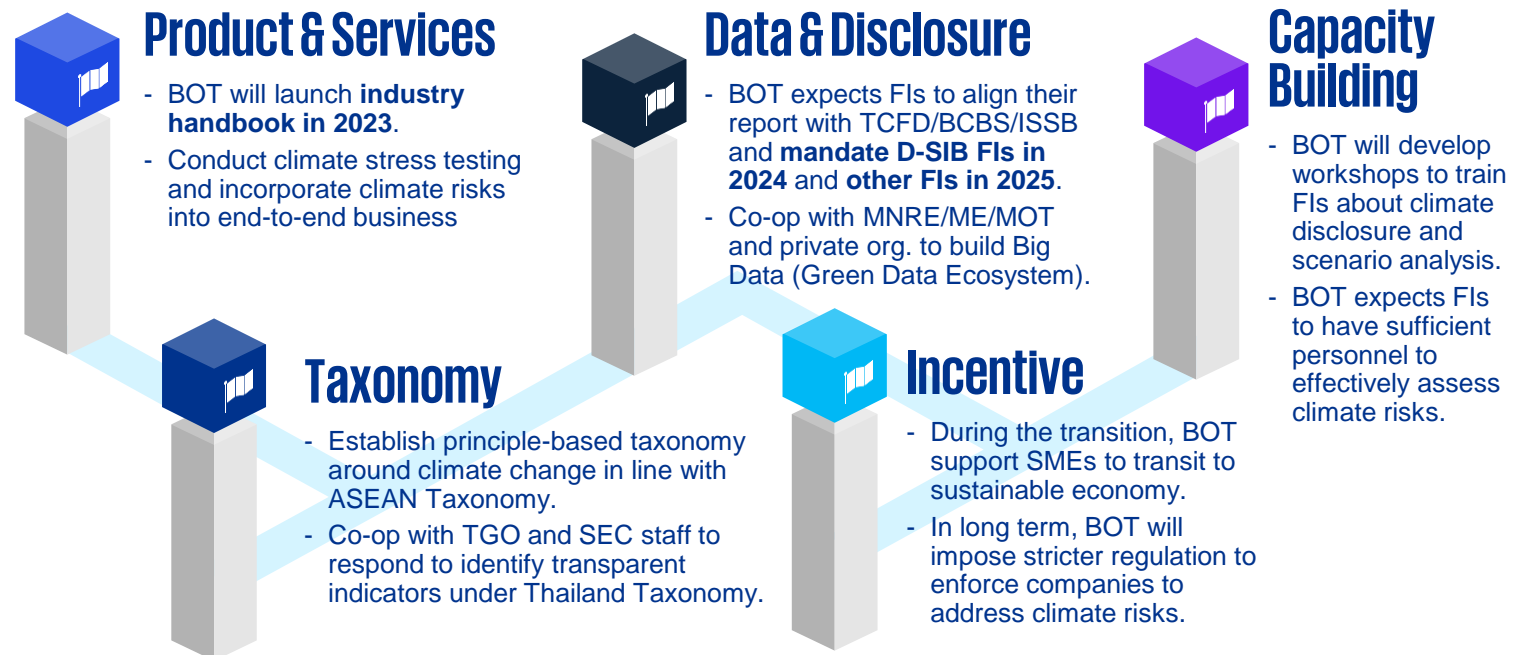 Product & Services
- BOT will launch industry
handbook in 2023.
- Conduct climate stress testing
and incorporate climate risks
into end-to-end business
Taxonomy
- Establish principle-based taxonomy
around climate change in line with
ASEAN Taxonomy.
- Co-op with TGO and SEC staff to
respond to identify transparent
indicators under Thailand Taxonomy.
Data & Disclosure
- BOT expects FIs to align their
report with TCFD/BCBS/ISSB
and mandate D-SIB FIs in
2024 and other FIs in 2025.
- Co-op with MNRE/ME/MOT
and private org. to build Big
Data (Green Data Ecosystem).
Incentive
- During the transition, BOT
support SMEs to transit to
sustainable economy.
- In long term, BOT will
impose stricter regulation to
enforce companies to
address climate risks.
Capacity
Building
- BOT will develop
workshops to train
FIs about climate
disclosure and
scenario analysis.
- BOT expects FIs
to have sufficient
personnel to
effectively assess
climate risks.